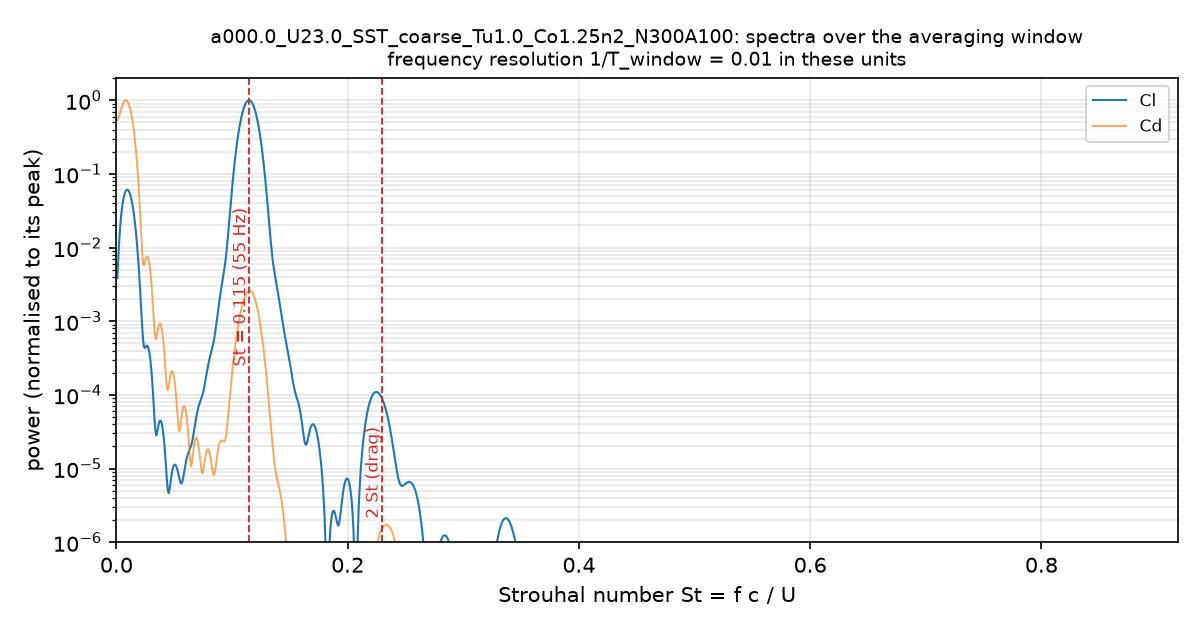 a000.0_U23.0_SST_coarse_Tu1.0_Co1.25n2_N300A100: spectra over the averaging window
frequency resolution 1/T_window = 0.01 in these units
power (normalised to its peak)
10⁰
10⁻¹
10⁻²
10⁻³
10⁻⁴
10⁻⁵
10⁻⁶
St = 0.115 (55 Hz)
2 St (drag)
Cl
Cd
0.0 0.2 0.4 0.6 0.8
Strouhal number St = f c / U